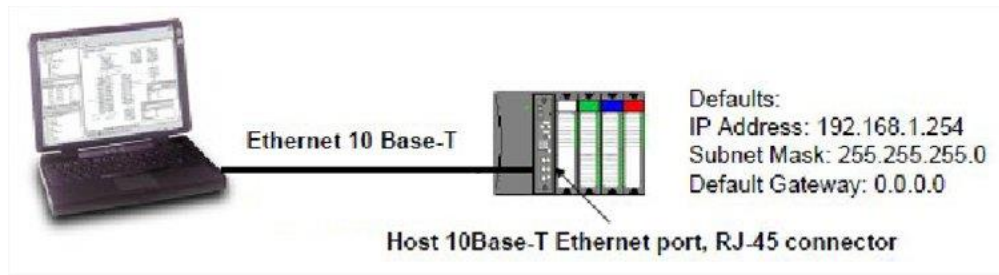 Ethernet 10 Base-T
Defaults:
IP Address: 192.168.1.254
Subnet Mask: 255.255.255.0
Default Gateway: 0.0.0.0
Host 10Base-T Ethernet port, RJ-45 connector